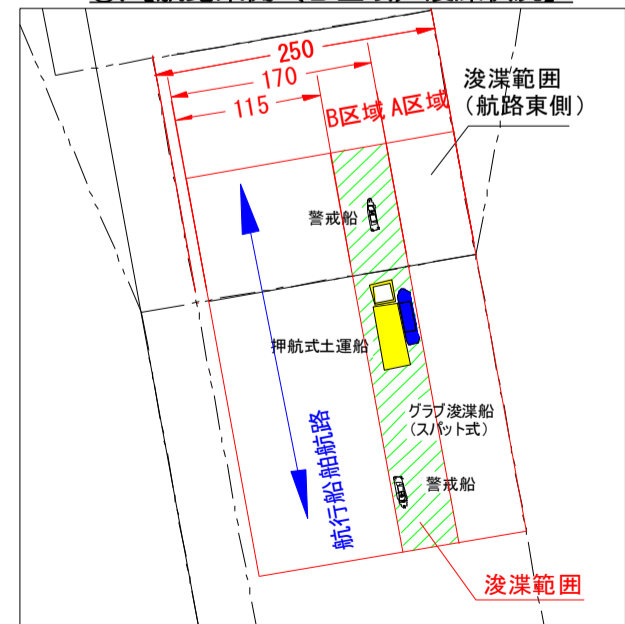 250
170
115
B区域
A区域
浚渫範囲
（航路東側）
警戒船
押航式土運船
グラブ浚渫船
（スパット式）
航行船舶航路
警戒船
浚渫範囲